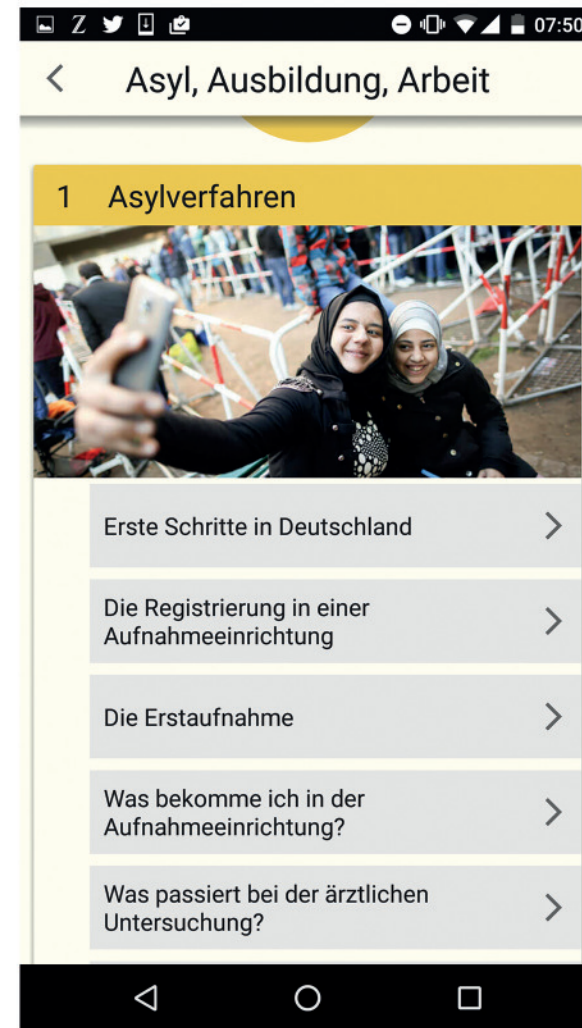 07:50
Asyl, Ausbildung, Arbeit
1 Asylverfahren
Erste Schritte in Deutschland
Die Registrierung in einer
Aufnahmeeinrichtung
Die Erstaufnahme
Was bekomme ich in der
Aufnahmeeinrichtung?
Was passiert bei der ärztlichen
Untersuchung?